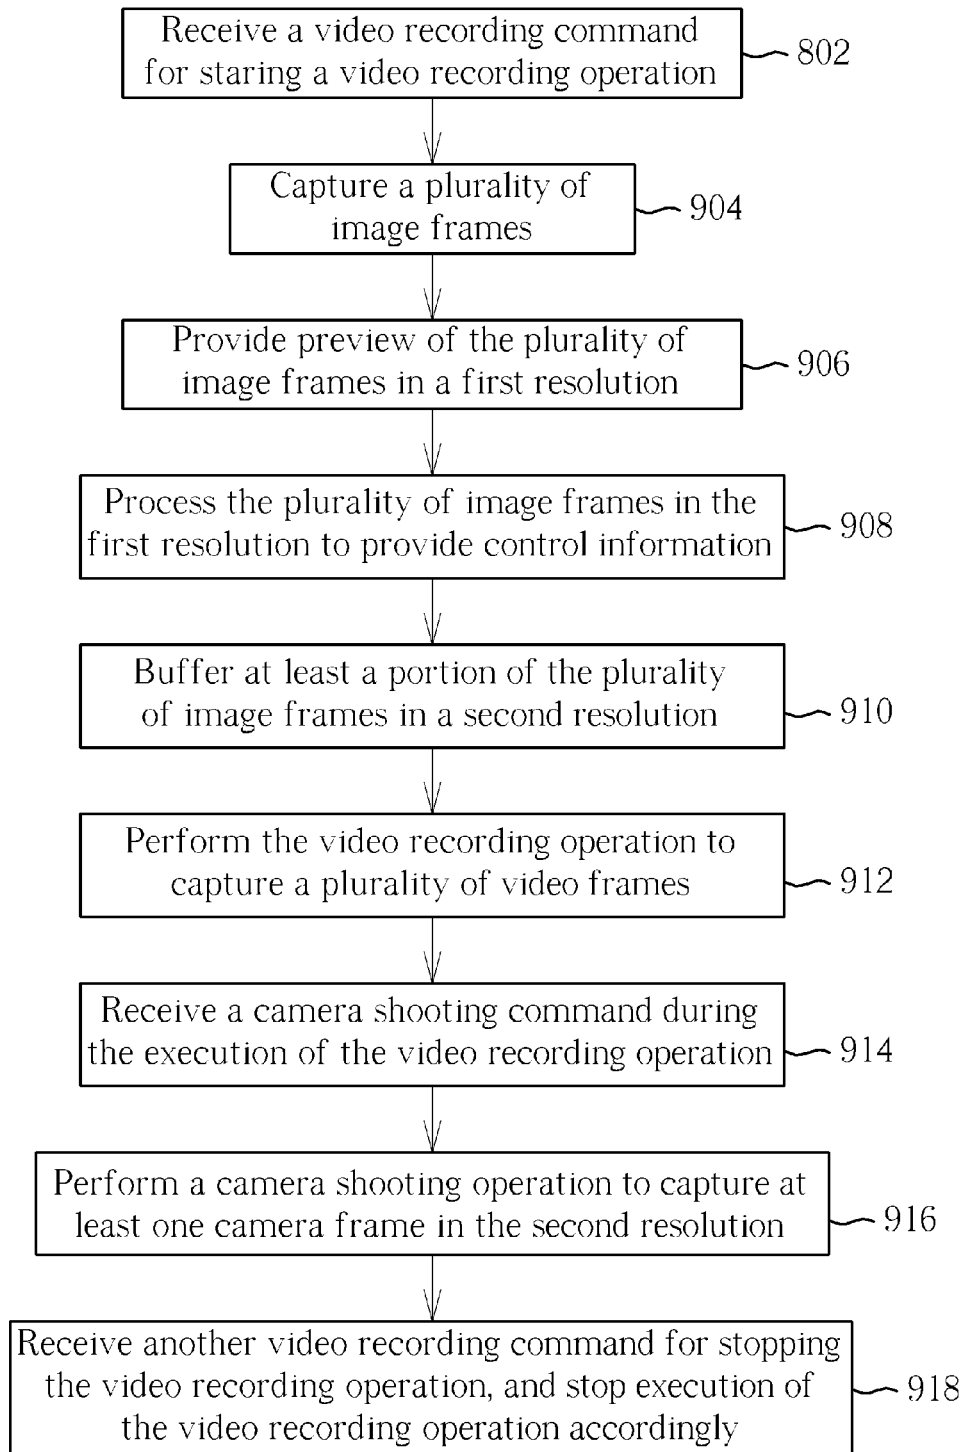 Receive a video recording command
for staring a video recording operation
802
Capture a plurality of
image frames
904
Provide preview of the plurality of
image frames in a first resolution
906
Process the plurality of image frames in the
first resolution to provide control information
908
Buffer at least a portion of the plurality
of image frames in a second resolution
910
Perform the video recording operation to
capture a plurality of video frames
912
Receive a camera shooting command during
the execution of the video recording operation
914
Perform a camera shooting operation to capture at
least one camera frame in the second resolution
916
Receive another video recording command for stopping
the video recording operation, and stop execution of
the video recording operation accordingly
918